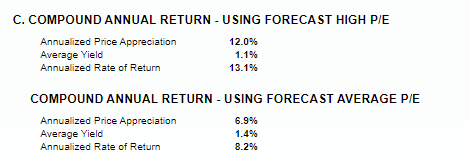 C. COMPOUND ANNUAL RETURN - USING FORECAST HIGH P/E
Annualized Price Appreciation 12.0%
Average Yield 1.1%
Annualized Rate of Return 13.1%
COMPOUND ANNUAL RETURN - USING FORECAST AVERAGE P/E
Annualized Price Appreciation 6.9%
Average Yield 1.4%
Annualized Rate of Return 8.2%